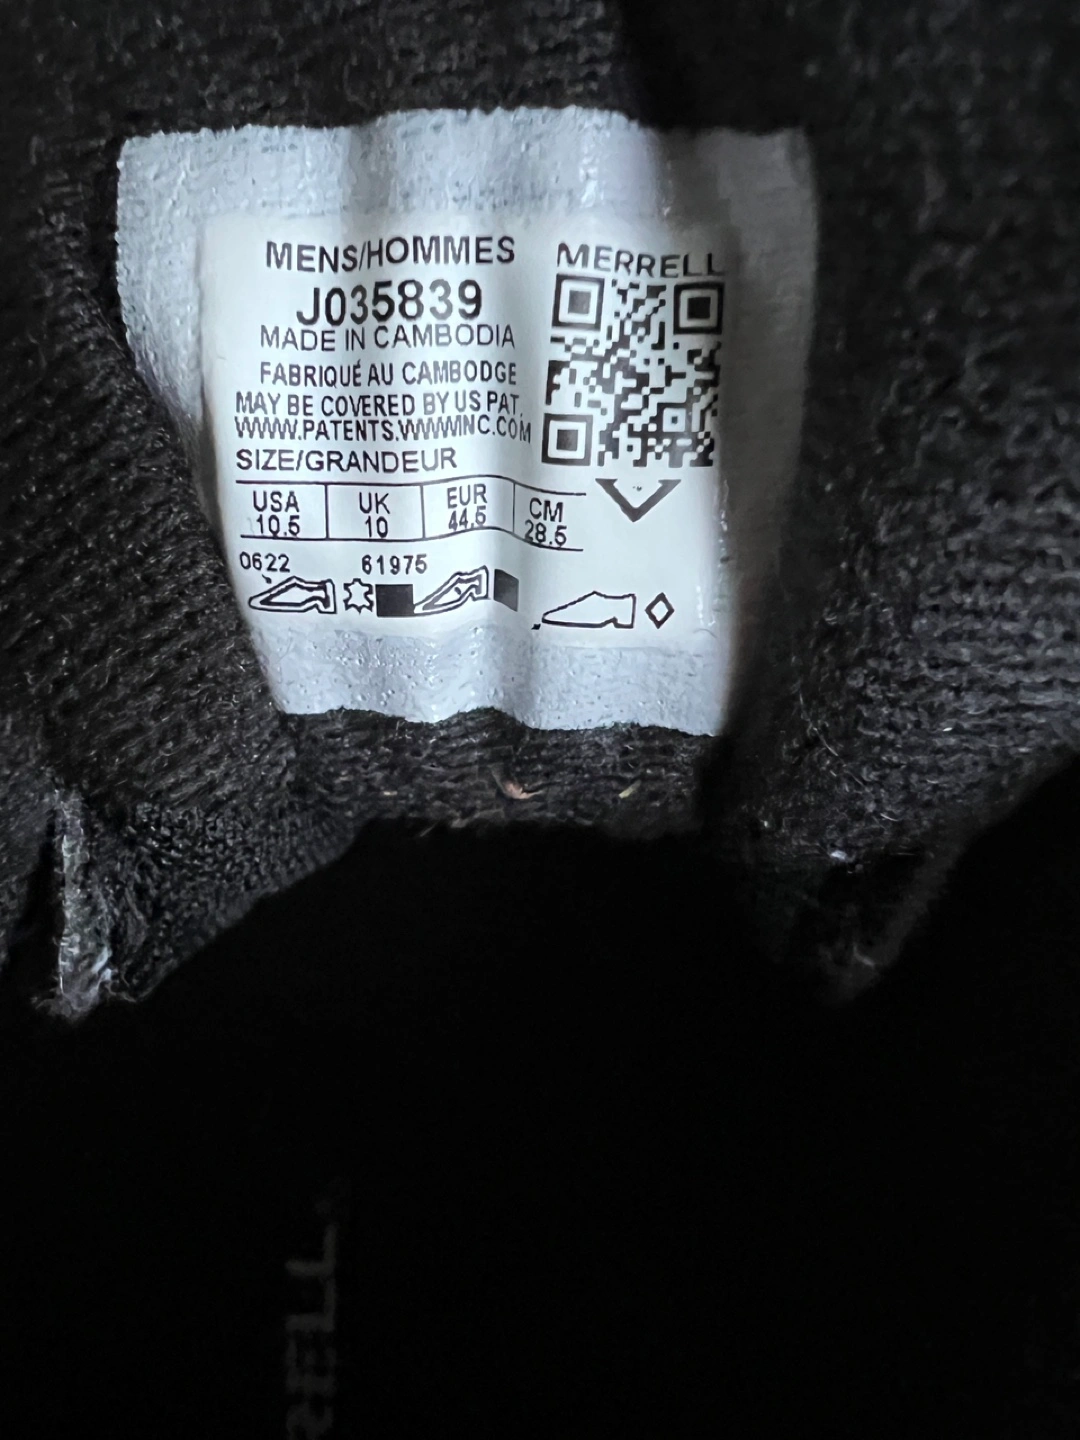 MENS/HOMMES
J035839
MADE IN CAMBODIA
FABRIQUÉ AU CAMBODGE
MAY BE COVERED BY US PAT.
WWW.PATENTS.WWWINC.COM
SIZE/GRANDEUR
USA UK EUR CM
10.5 10 44.5 28.5
0622 61975
MERRELL